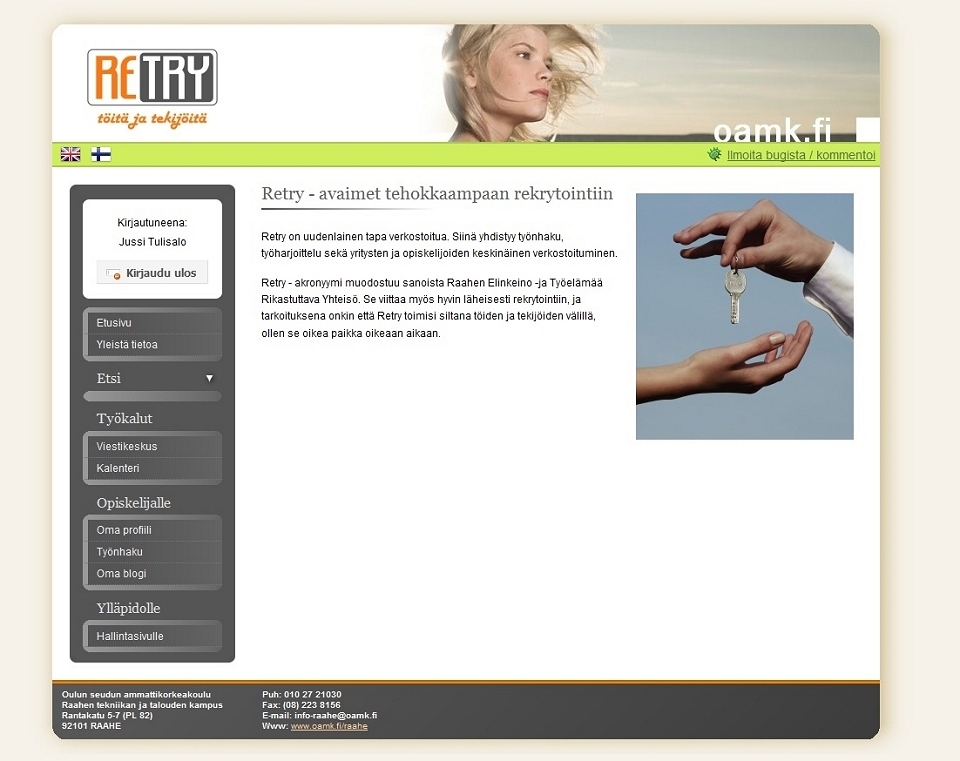 RETRY
töitä ja tekijöitä
oamk.fi
Ilmoita bugista / kommentoi
Kirjautuneena:
Jussi Tulisalo
Kirjaudu ulos
Etusivu
Yleistä tietoa
Etsi
Työkalut
Viestikeskus
Kalenteri
Opiskelijalle
Oma profiili
Työnhaku
Oma blogi
Ylläpidolle
Hallintasivulle
Retry - avaimet tehokkaampaan rekrytointiin
Retry on uudenlainen tapa verkostoitua. Siinä yhdistyy työnhaku,
työharjoittelu sekä yritysten ja opiskelijoiden keskinäinen verkostoituminen.
Retry - akronyymi muodostuu sanoista Raahen Elinkeino -ja Työelämää
Rikastuttava Yhteisö. Se viittaa myös hyvin läheisesti rekrytointiin, ja
tarkoituksena onkin että Retry toimisi siltana töiden ja tekijöiden välillä,
ollen se oikea paikka oikeaan aikaan.
Oulun seudun ammattikorkeakoulu
Raahen tekniikan ja talouden kampus
Rantakatu 5-7 (PL 82)
92101 RAAHE
Puh: 010 27 21030
Fax: (08) 223 8156
E-mail: info-raahe@oamk.fi
Www: www.oamk.fi/raahe